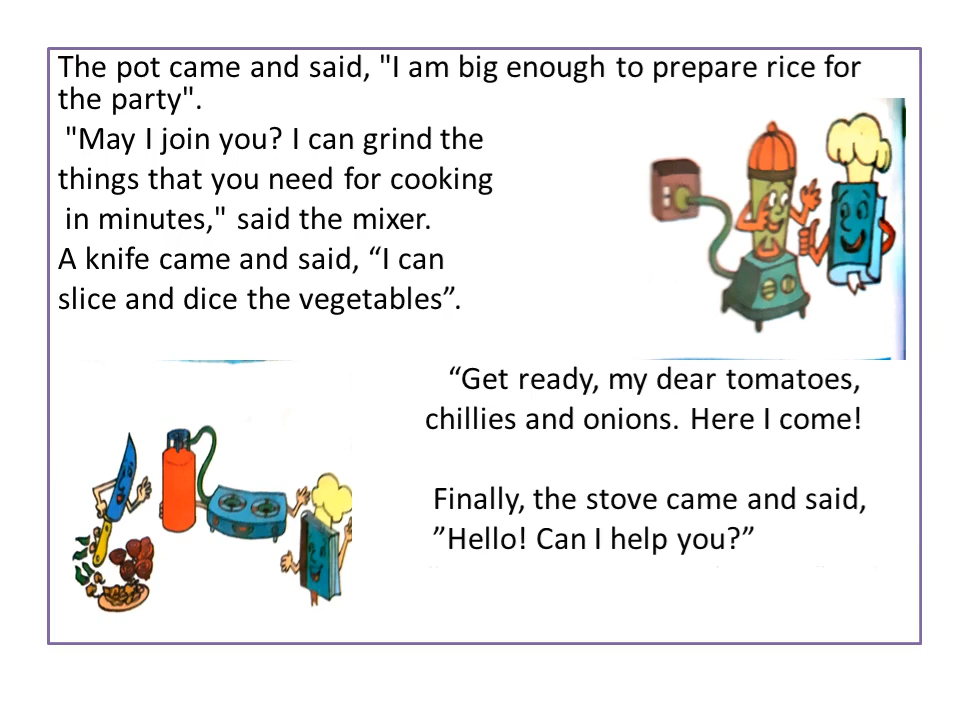 The pot came and said, "I am big enough to prepare rice for
the party".
"May I join you? I can grind the
things that you need for cooking
in minutes," said the mixer.
A knife came and said, “I can
slice and dice the vegetables”.
“Get ready, my dear tomatoes,
chillies and onions. Here I come!
Finally, the stove came and said,
”Hello! Can I help you?”